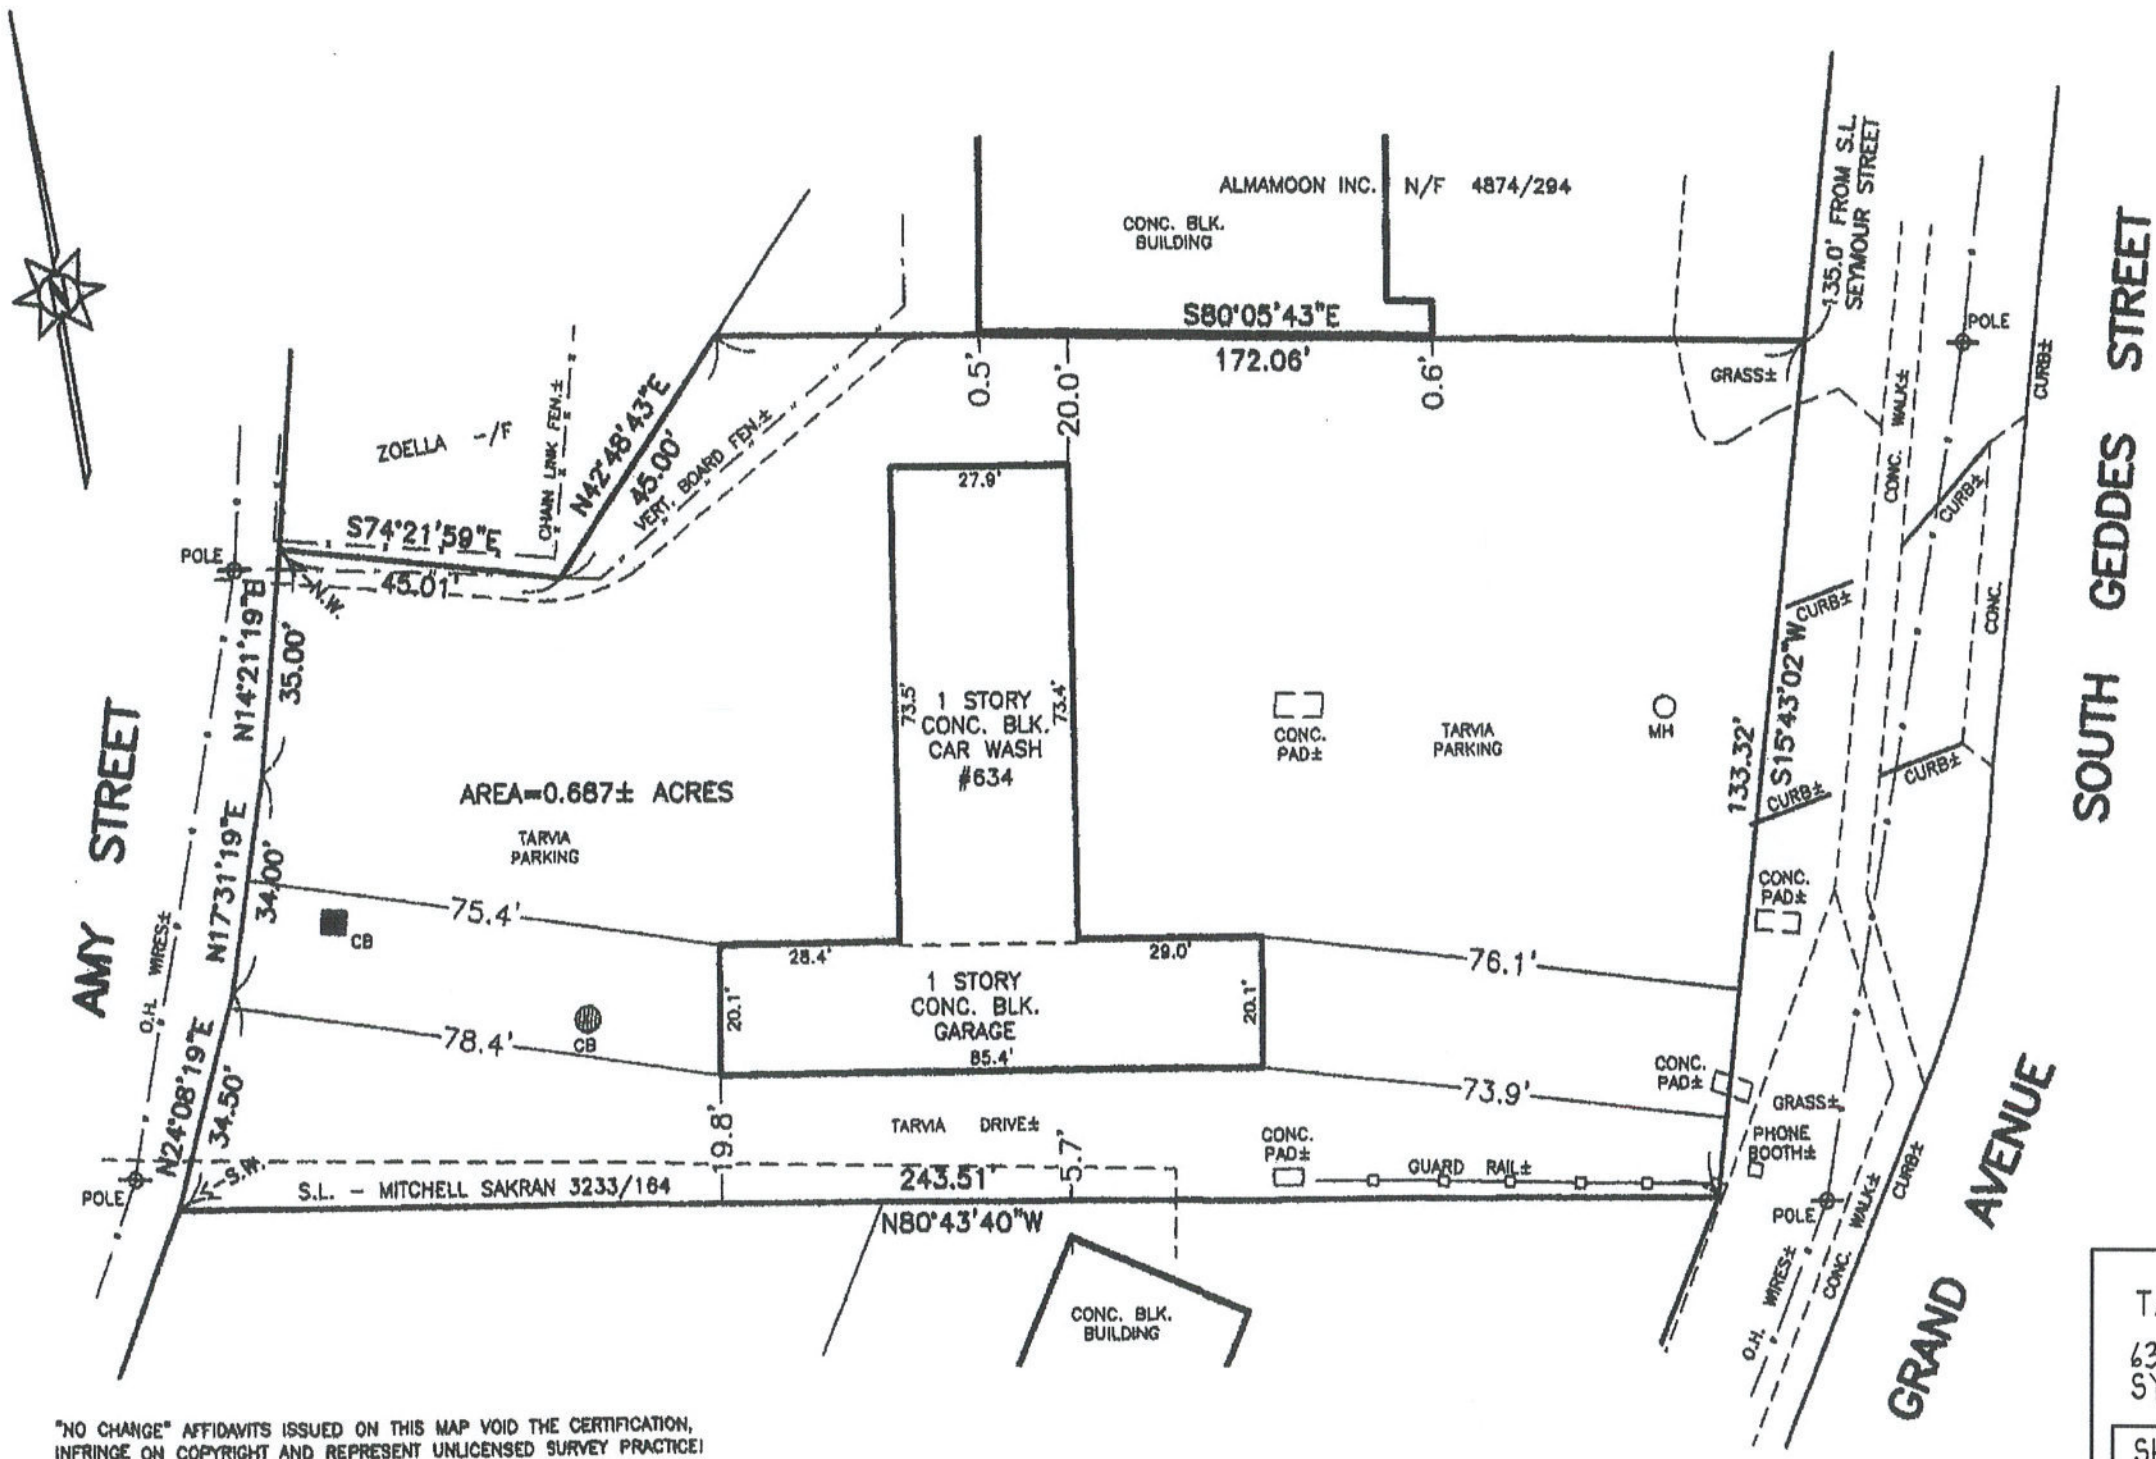 N
ALMAMOON INC. N/F 4874/294
CONC. BLK.
BUILDING
135.0' FROM S.L.
SEYMOUR STREET
S80°05'43"E
172.06'
0.5'
20.0'
0.6'
GRASS±
POLE
CURB±
SOUTH GEDDES STREET
ZOELLA -/F
CHAIN LINK FEN.±
N42°48'43"E
45.00'
VERT. BOARD FEN.±
CONC. WALK±
CURB±
CONC.
S74°21'59"E
45.01'
POLE
N.W.
N14°21'19"E
35.00'
27.9'
73.5'
73.4'
1 STORY
CONC. BLK.
CAR WASH
#634
CONC.
PAD±
TARVIA
PARKING
MH
133.32'
S15°43'02"W
CURB±
CURB±
CURB±
AMY STREET
AREA=0.687± ACRES
TARVIA
PARKING
N17°31'19"E
34.00'
O.H. WIRES±
75.4'
CB
28.4'
29.0'
76.1'
CONC.
PAD±
1 STORY
CONC. BLK.
GARAGE
85.4'
20.1'
20.1'
78.4'
CB
73.9'
CONC.
PAD±
GRASS±
PHONE
BOOTH±
N24°08'19"E
34.50'
S.W.
TARVIA DRIVE±
19.8'
5.7'
CONC.
PAD±
GUARD RAIL±
POLE
S.L. - MITCHELL SAKRAN 3233/164
243.51'
N80°43'40"W
POLE
O.H. WIRES±
CONC. WALK±
CURB±
GRAND AVENUE
CONC. BLK.
BUILDING
"NO CHANGE" AFFIDAVITS ISSUED ON THIS MAP VOID THE CERTIFICATION,
INFRINGE ON COPYRIGHT AND REPRESENT UNLICENSED SURVEY PRACTICE!